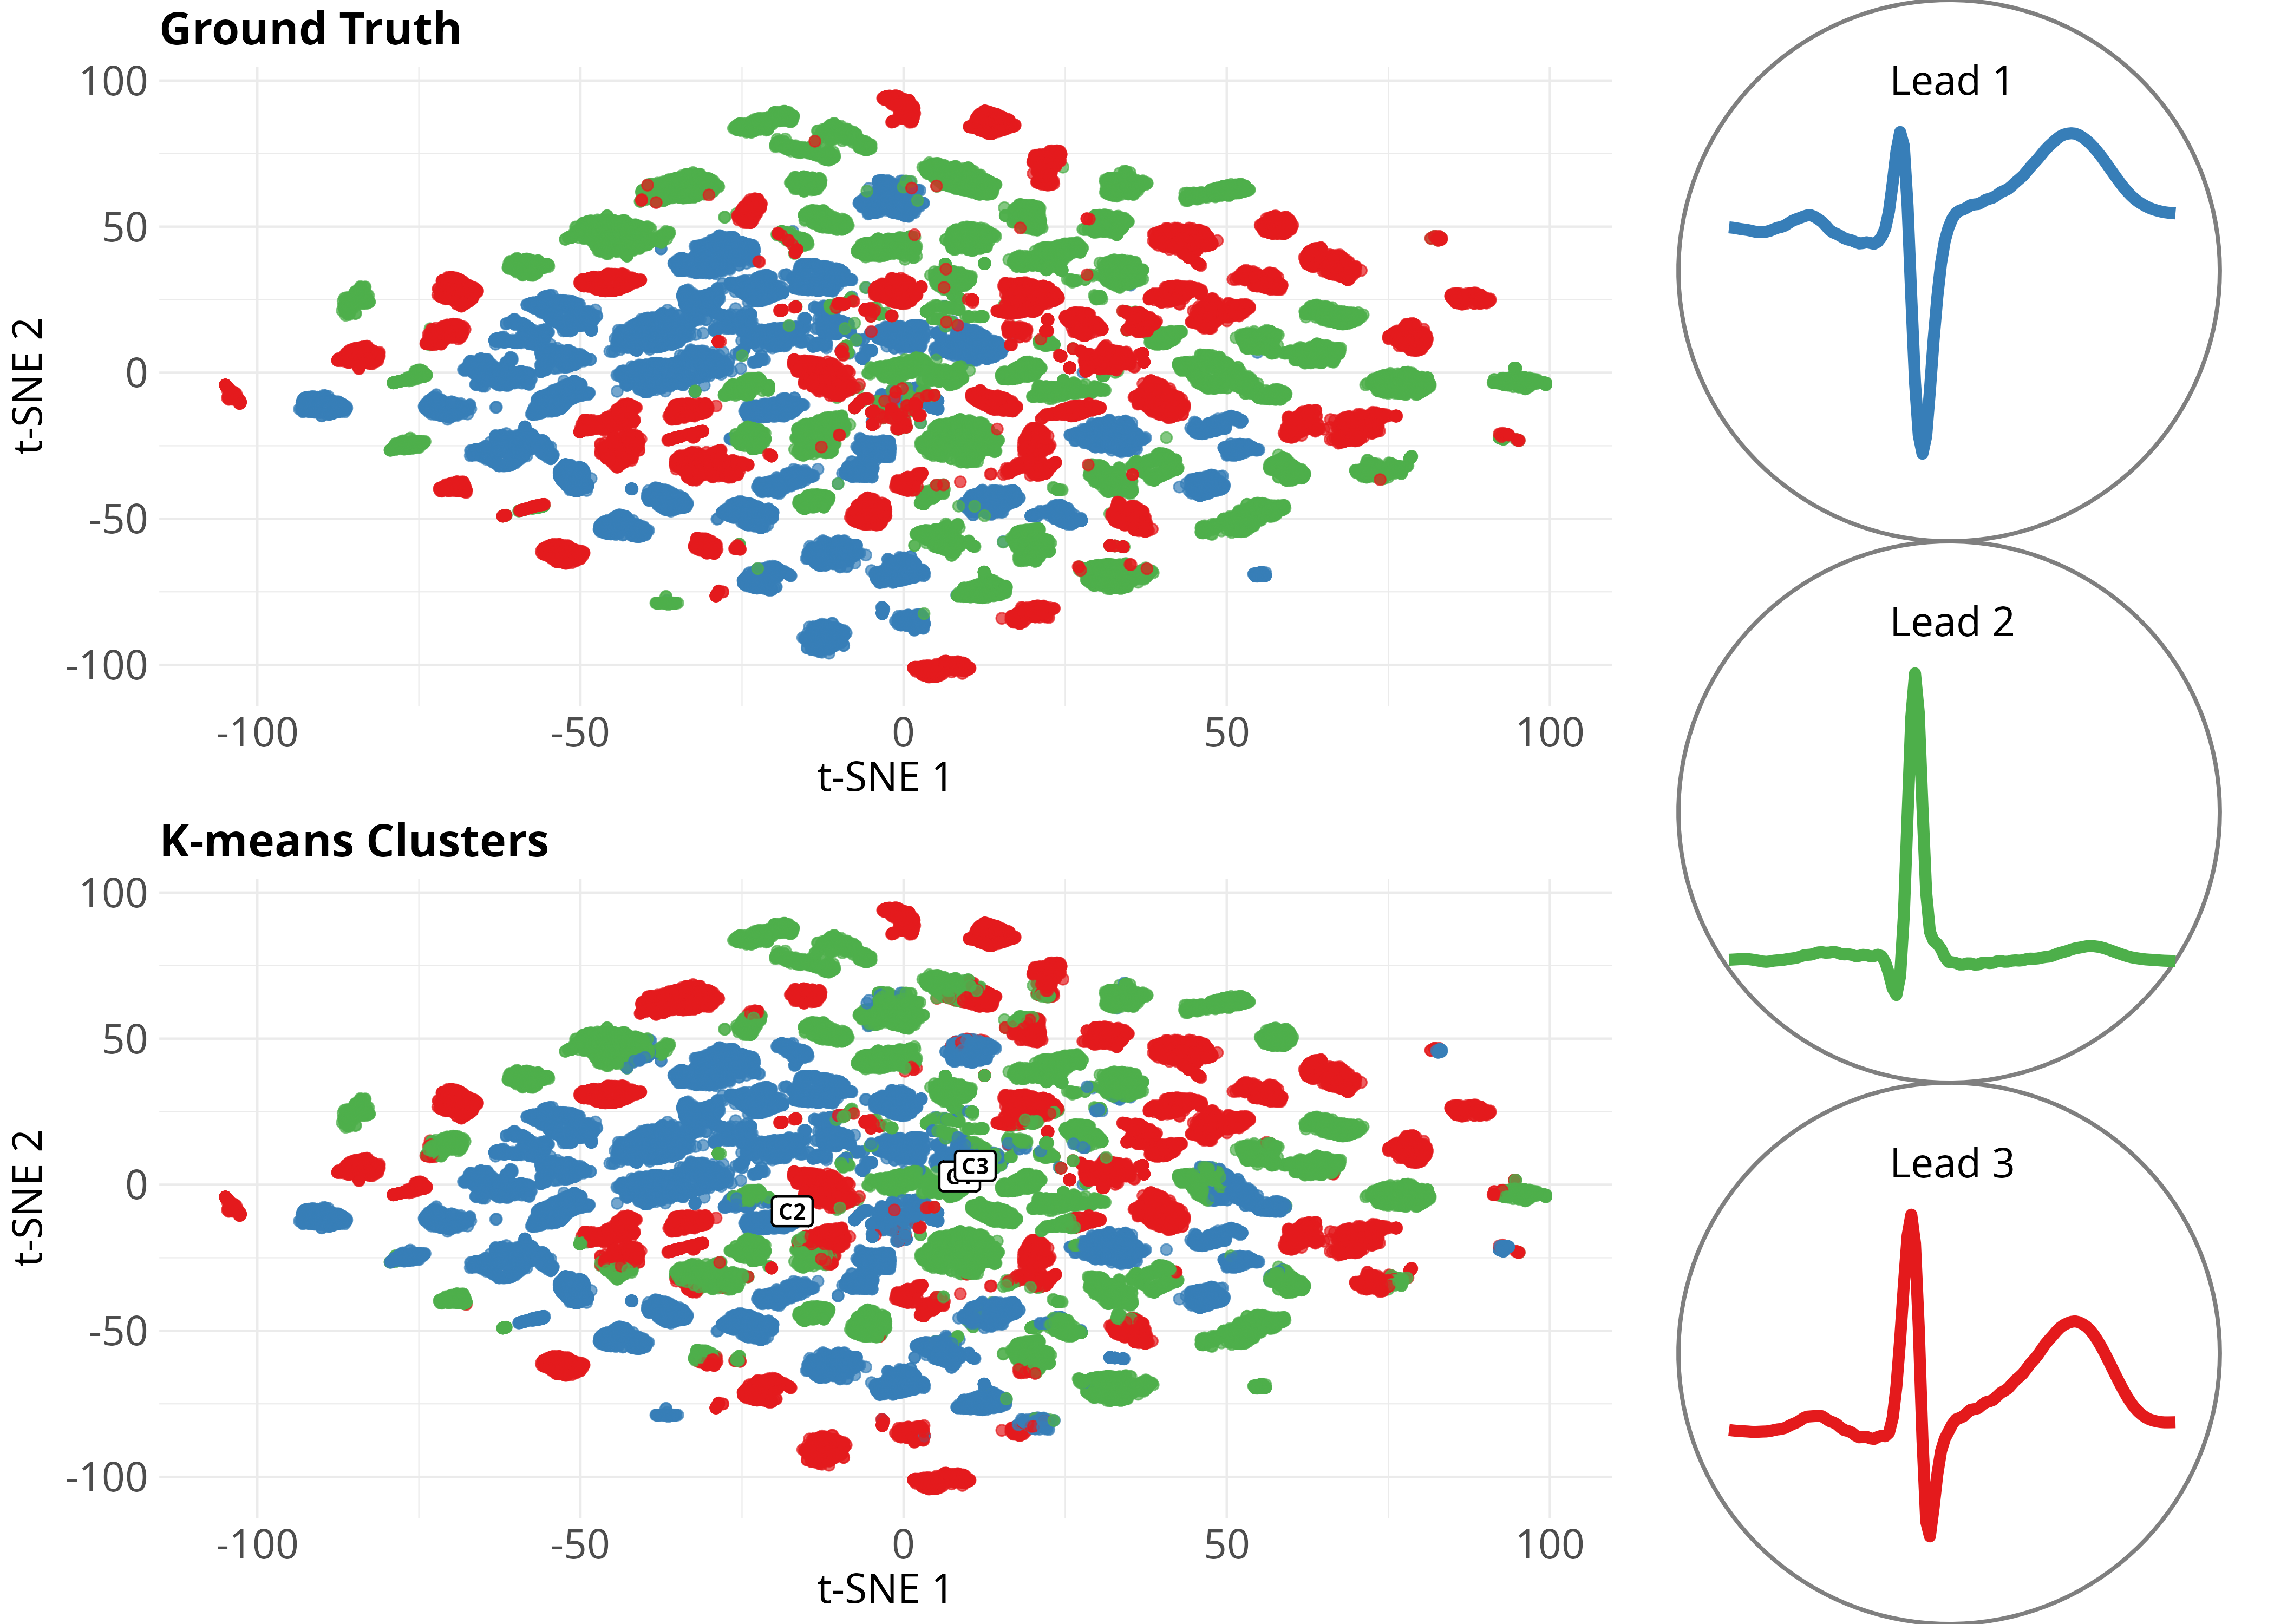 Ground Truth
100
50
0
-50
-100
t-SNE 2
-100 -50 0 50 100
t-SNE 1
K-means Clusters
100
50
0
-50
-100
t-SNE 2
C3
C2
-100 -50 0 50 100
t-SNE 1
Lead 1
Lead 2
Lead 3